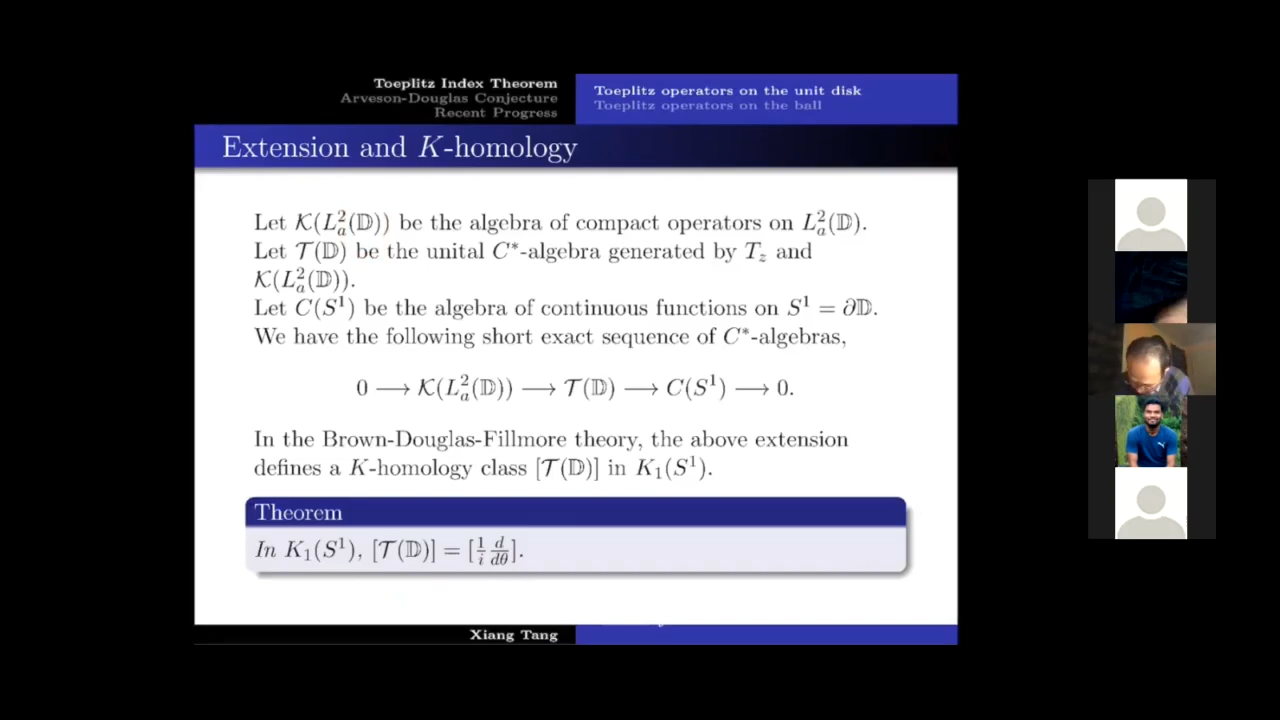 Toeplitz Index Theorem
Arveson-Douglas Conjecture
Recent Progress
Toeplitz operators on the unit disk
Toeplitz operators on the ball
Extension and K-homology
Let 𝒦(L²ₐ(𝔻)) be the algebra of compact operators on L²ₐ(𝔻).
Let 𝒯(𝔻) be the unital C*-algebra generated by T_z and
𝒦(L²ₐ(𝔻)).
Let C(S¹) be the algebra of continuous functions on S¹ = ∂𝔻.
We have the following short exact sequence of C*-algebras,
0 ⟶ 𝒦(L²ₐ(𝔻)) ⟶ 𝒯(𝔻) ⟶ C(S¹) ⟶ 0.
In the Brown-Douglas-Fillmore theory, the above extension
defines a K-homology class [𝒯(𝔻)] in K₁(S¹).
Theorem
In K₁(S¹), [𝒯(𝔻)] = [1/i d/dθ].
Xiang Tang